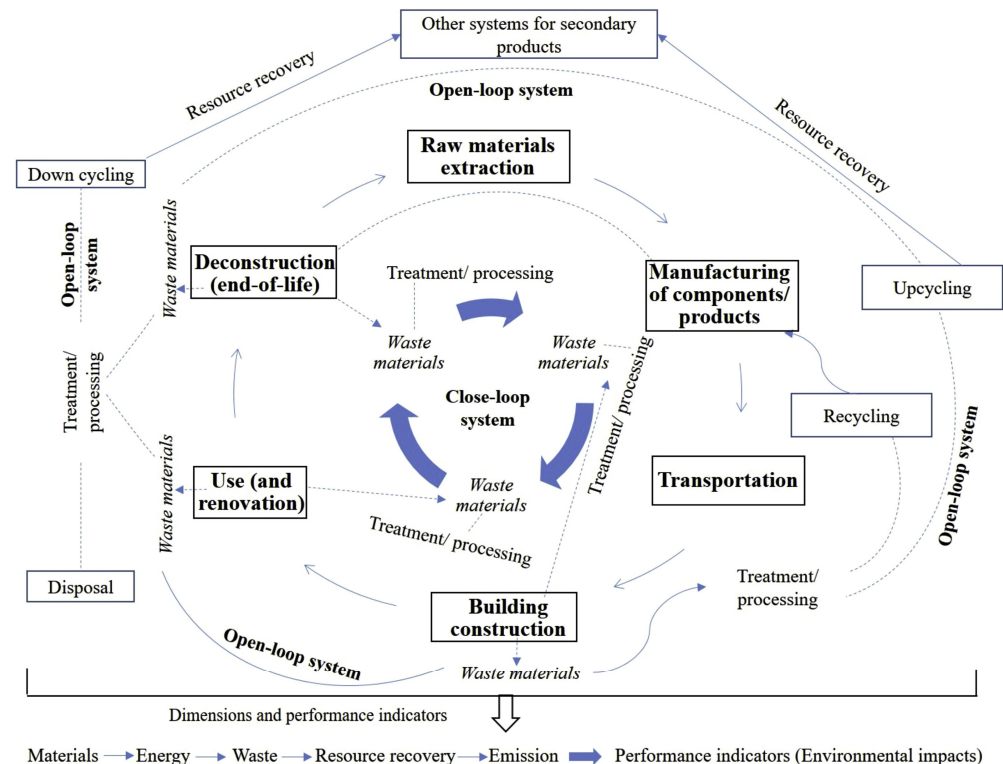 Other systems for secondary
products
Resource recovery
Open-loop system
Resource recovery
Raw materials
extraction
Down cycling
Open-loop
system
Waste materials
Deconstruction
(end-of-life)
Treatment/ processing
Manufacturing
of components/
products
Upcycling
Waste
materials
Waste
materials
Treatment/
processing
Close-loop
system
Treatment/ processing
Recycling
Open-loop system
Waste materials
Use (and
renovation)
Waste
materials
Transportation
Treatment/ processing
Disposal
Building
construction
Treatment/
processing
Open-loop system
Waste materials
Dimensions and performance indicators
Materials Energy Waste Resource recovery Emission Performance indicators (Environmental impacts)